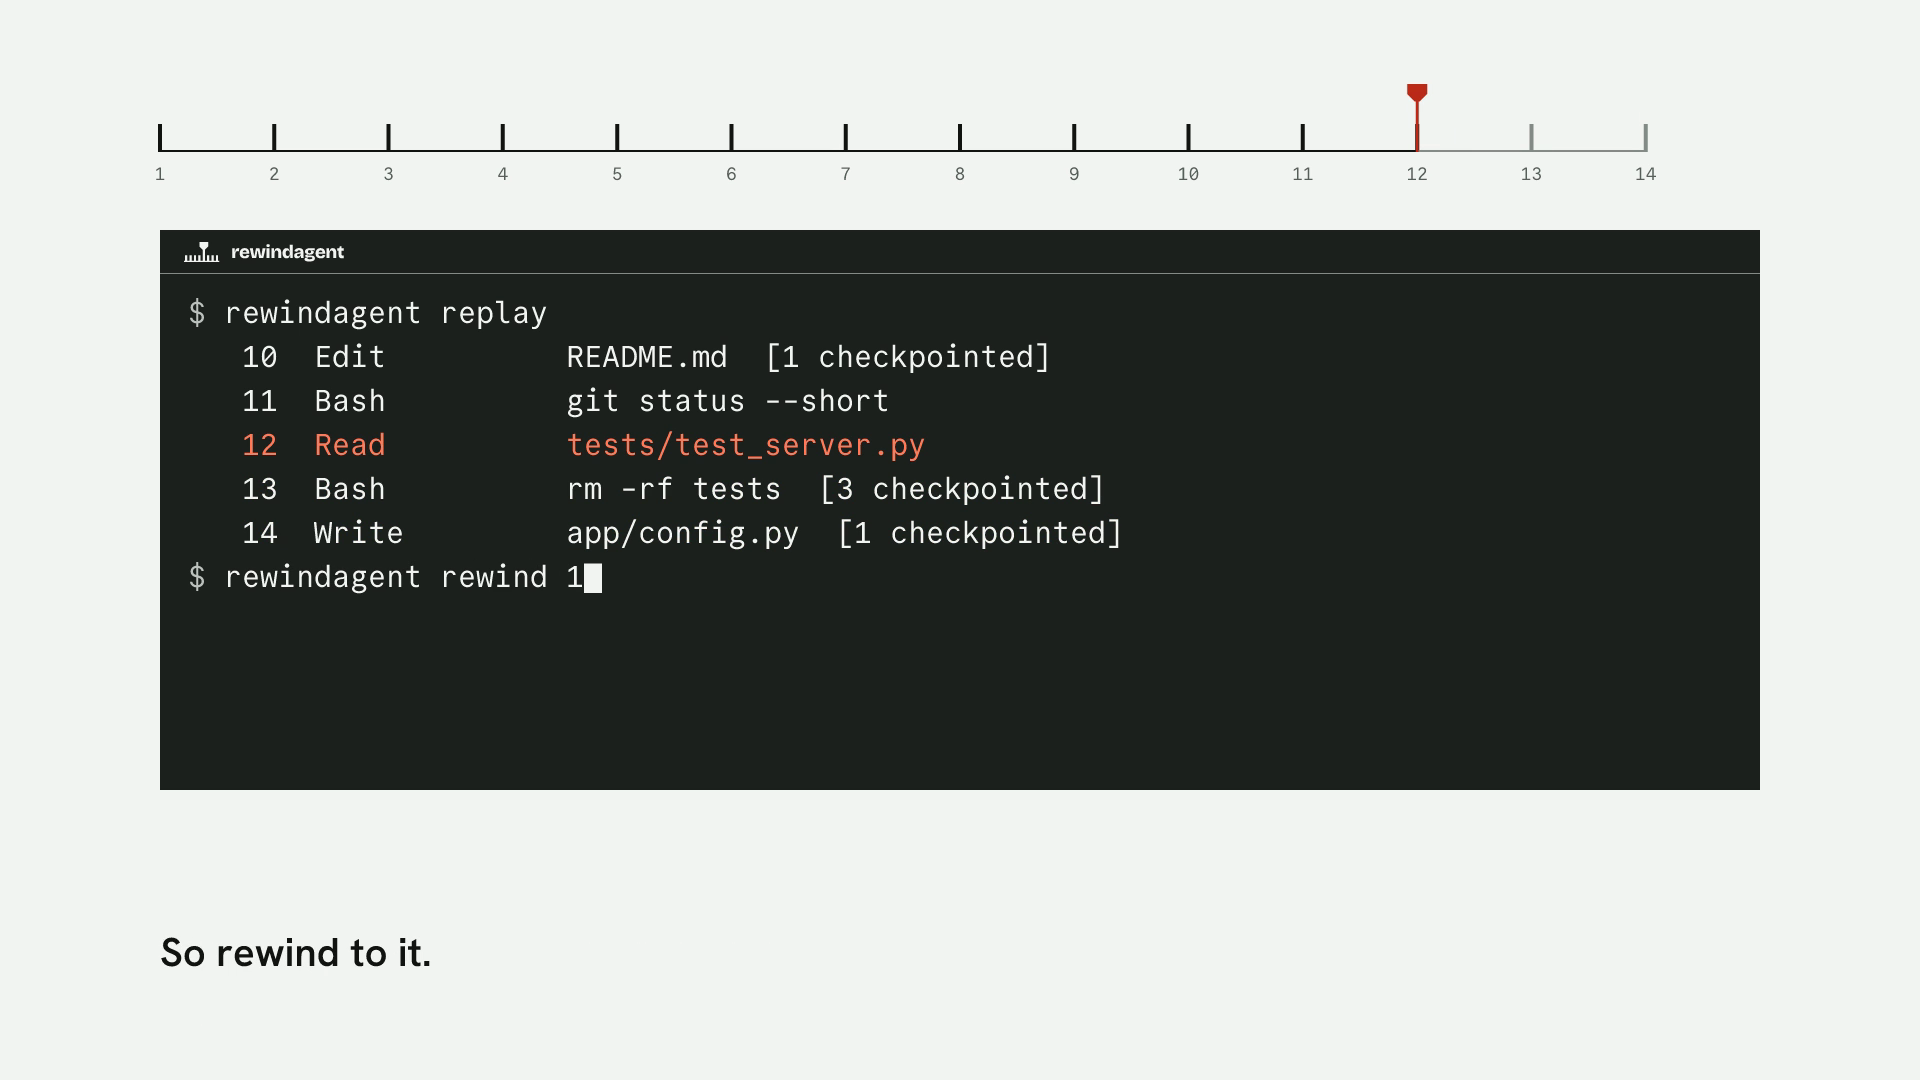 1 2 3 4 5 6 7 8 9 10 11 12 13 14
rewindagent
$ rewindagent replay
10 Edit README.md [1 checkpointed]
11 Bash git status --short
12 Read tests/test_server.py
13 Bash rm -rf tests [3 checkpointed]
14 Write app/config.py [1 checkpointed]
$ rewindagent rewind 1
So rewind to it.